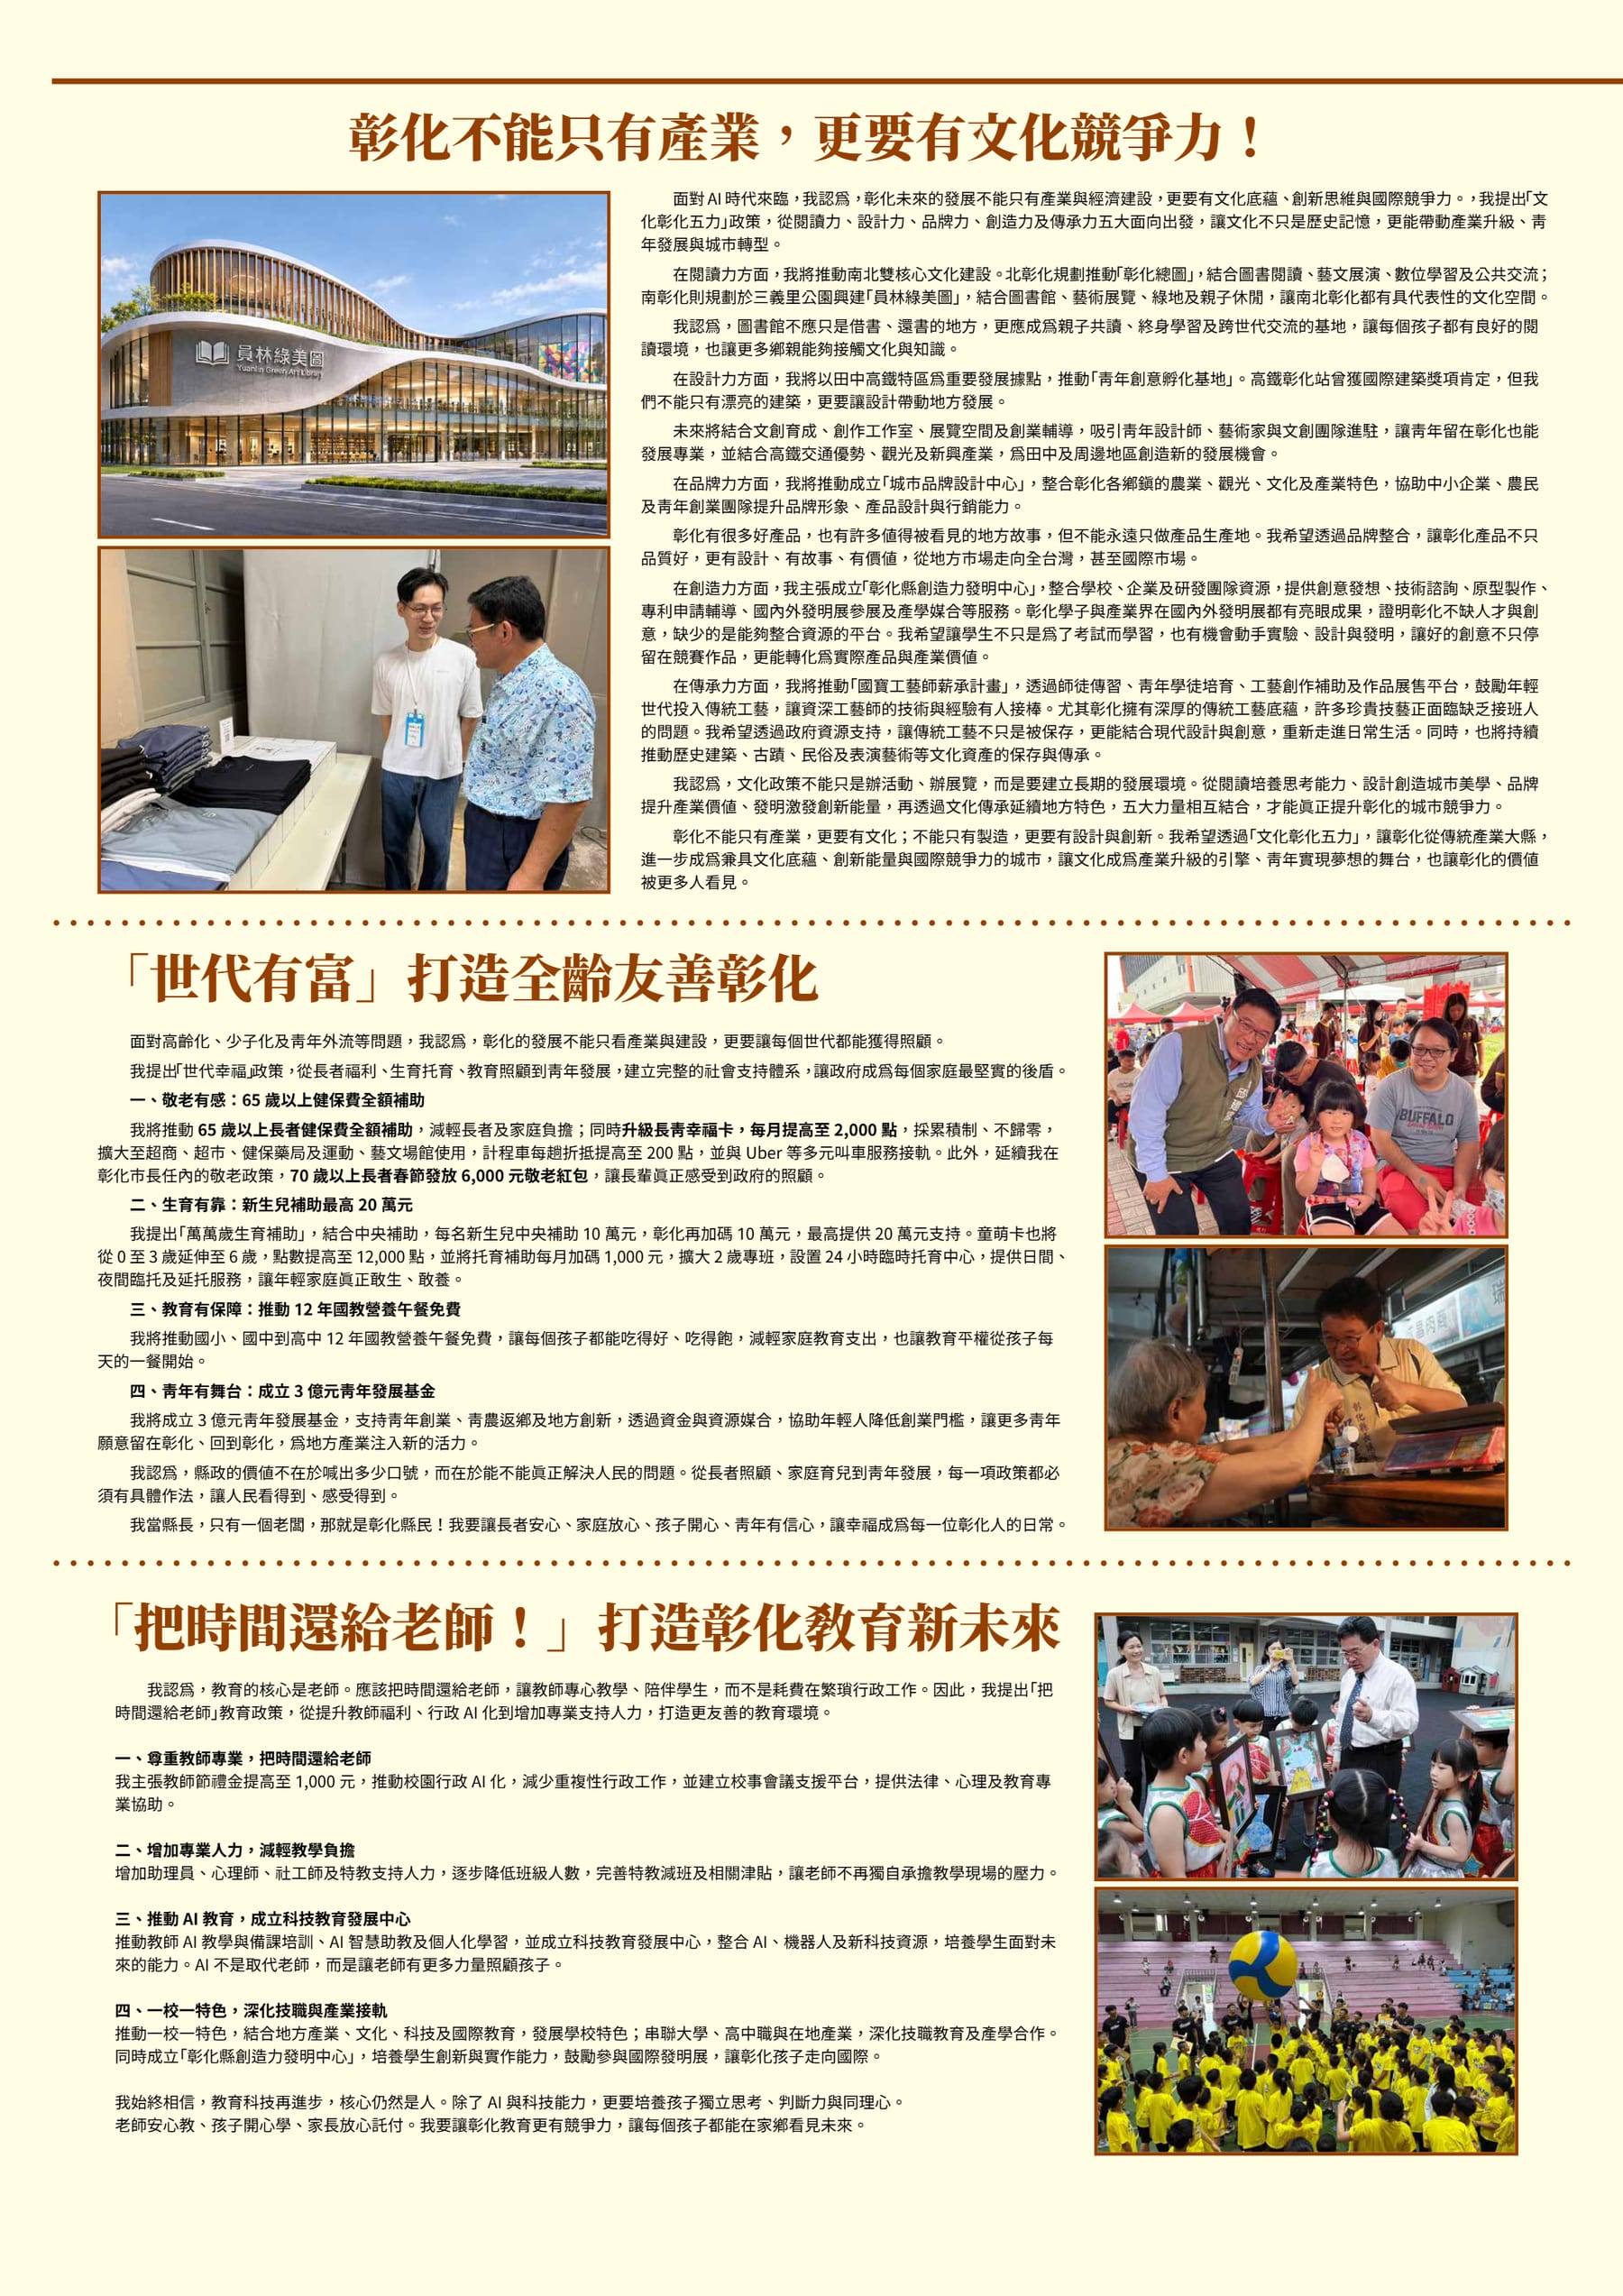 彰化不能只有產業，更要有文化競爭力！
員林綠美圖
Yuanlin Green Art Library
面對 AI 時代來臨，我認為，彰化未來的發展不能只有產業與經濟建設，更要有文化底蘊、創新思維與國際競爭力。，我提出「文
化彰化五力」政策，從閱讀力、設計力、品牌力、創造力及傳承力五大面向出發，讓文化不只是歷史記憶，更能帶動產業升級、青
年發展與城市轉型。
在閱讀力方面，我將推動南北雙核心文化建設。北彰化規劃推動「彰化總圖」，結合圖書閱讀、藝文展演、數位學習及公共交流；
南彰化則規劃於三義里公園興建「員林綠美圖」，結合圖書館、藝術展覽、綠地及親子休閒，讓南北彰化都有具代表性的文化空間。
我認為，圖書館不應只是借書、還書的地方，更應成為親子共讀、終身學習及跨世代交流的基地，讓每個孩子都有良好的閱
讀環境，也讓更多鄉親能夠接觸文化與知識。
在設計力方面，我將以田中高鐵特區為重要發展據點，推動「青年創意孵化基地」。高鐵彰化站曾獲國際建築獎項肯定，但我
們不能只有漂亮的建築，更要讓設計帶動地方發展。
未來將結合文創育成、創作工作室、展覽空間及創業輔導，吸引青年設計師、藝術家與文創團隊進駐，讓青年留在彰化也能
發展專業，並結合高鐵交通優勢、觀光及新興產業，為田中及周邊地區創造新的發展機會。
在品牌力方面，我將推動成立「城市品牌設計中心」，整合彰化各鄉鎮的農業、觀光、文化及產業特色，協助中小企業、農民
及青年創業團隊提升品牌形象、產品設計與行銷能力。
彰化有很多好產品，也有許多值得被看見的地方故事，但不能永遠只做產品生產地。我希望透過品牌整合，讓彰化產品不只
品質好，更有設計、有故事、有價值，從地方市場走向全台灣，甚至國際市場。
在創造力方面，我主張成立「彰化縣創造力發明中心」，整合學校、企業及研發團隊資源，提供創意發想、技術諮詢、原型製作、
專利申請輔導、國內外發明展參展及產學媒合等服務。彰化學子與產業界在國內外發明展都有亮眼成果，證明彰化不缺人才與創
意，缺少的是能夠整合資源的平台。我希望讓學生不只是為了考試而學習，也有機會動手實驗、設計與發明，讓好的創意不只停
留在競賽作品，更能轉化為實際產品與產業價值。
在傳承力方面，我將推動「國寶工藝師薪承計畫」，透過師徒傳習、青年學徒培育、工藝創作補助及作品展售平台，鼓勵年輕
世代投入傳統工藝，讓資深工藝師的技術與經驗有人接棒。尤其彰化擁有深厚的傳統工藝底蘊，許多珍貴技藝正面臨缺乏接班人
的問題。我希望透過政府資源支持，讓傳統工藝不只是被保存，更能結合現代設計與創意，重新走進日常生活。同時，也將持續
推動歷史建築、古蹟、民俗及表演藝術等文化資產的保存與傳承。
我認為，文化政策不能只是辦活動、辦展覽，而是要建立長期的發展環境。從閱讀培養思考能力、設計創造城市美學、品牌
提升產業價值、發明激發創新能量，再透過文化傳承延續地方特色，五大力量相互結合，才能真正提升彰化的城市競爭力。
彰化不能只有產業，更要有文化；不能只有製造，更要有設計與創新。我希望透過「文化彰化五力」，讓彰化從傳統產業大縣，
進一步成為兼具文化底蘊、創新能量與國際競爭力的城市，讓文化成為產業升級的引擎、青年實現夢想的舞台，也讓彰化的價值
被更多人看見。
「世代有富」打造全齡友善彰化
面對高齡化、少子化及青年外流等問題，我認為，彰化的發展不能只看產業與建設，更要讓每個世代都能獲得照顧。
我提出「世代幸福」政策，從長者福利、生育托育、教育照顧到青年發展，建立完整的社會支持體系，讓政府成為每個家庭最堅實的後盾。
一、敬老有感：65 歲以上健保費全額補助
我將推動 65 歲以上長者健保費全額補助，減輕長者及家庭負擔；同時升級長青幸福卡，每月提高至 2,000 點，採累積制、不歸零，
擴大至超商、超市、健保藥局及運動、藝文場館使用，計程車每趟折抵提高至 200 點，並與 Uber 等多元叫車服務接軌。此外，延續我在
彰化市長任內的敬老政策，70 歲以上長者春節發放 6,000 元敬老紅包，讓長輩真正感受到政府的照顧。
二、生育有靠：新生兒補助最高 20 萬元
我提出「萬萬歲生育補助」，結合中央補助，每名新生兒中央補助 10 萬元，彰化再加碼 10 萬元，最高提供 20 萬元支持。童萌卡也將
從 0 至 3 歲延伸至 6 歲，點數提高至 12,000 點，並將托育補助每月加碼 1,000 元，擴大 2 歲專班，設置 24 小時臨時托育中心，提供日間、
夜間臨托及延托服務，讓年輕家庭真正敢生、敢養。
三、教育有保障：推動 12 年國教營養午餐免費
我將推動國小、國中到高中 12 年國教營養午餐免費，讓每個孩子都能吃得好、吃得飽，減輕家庭教育支出，也讓教育平權從孩子每
天的一餐開始。
四、青年有舞台：成立 3 億元青年發展基金
我將成立 3 億元青年發展基金，支持青年創業、青農返鄉及地方創新，透過資金與資源媒合，協助年輕人降低創業門檻，讓更多青年
願意留在彰化、回到彰化，為地方產業注入新的活力。
我認為，縣政的價值不在於喊出多少口號，而在於能不能真正解決人民的問題。從長者照顧、家庭育兒到青年發展，每一項政策都必
須有具體作法，讓人民看得到、感受得到。
我當縣長，只有一個老闆，那就是彰化縣民！我要讓長者安心、家庭放心、孩子開心、青年有信心，讓幸福成為每一位彰化人的日常。
BUFFALO
「把時間還給老師！」打造彰化教育新未來
我認為，教育的核心是老師。應該把時間還給老師，讓教師專心教學、陪伴學生，而不是耗費在繁瑣行政工作。因此，我提出「把
時間還給老師」教育政策，從提升教師福利、行政 AI 化到增加專業支持人力，打造更友善的教育環境。
一、尊重教師專業，把時間還給老師
我主張教師節禮金提高至 1,000 元，推動校園行政 AI 化，減少重複性行政工作，並建立校事會議支援平台，提供法律、心理及教育專
業協助。
二、增加專業人力，減輕教學負擔
增加助理員、心理師、社工師及特教支持人力，逐步降低班級人數，完善特教減班及相關津貼，讓老師不再獨自承擔教學現場的壓力。
三、推動 AI 教育，成立科技教育發展中心
推動教師 AI 教學與備課培訓、AI 智慧助教及個人化學習，並成立科技教育發展中心，整合 AI、機器人及新科技資源，培養學生面對未
來的能力。AI 不是取代老師，而是讓老師有更多力量照顧孩子。
四、一校一特色，深化技職與產業接軌
推動一校一特色，結合地方產業、文化、科技及國際教育，發展學校特色；串聯大學、高中職與在地產業，深化技職教育及產學合作。
同時成立「彰化縣創造力發明中心」，培養學生創新與實作能力，鼓勵參與國際發明展，讓彰化孩子走向國際。
我始終相信，教育科技再進步，核心仍然是人。除了 AI 與科技能力，更要培養孩子獨立思考、判斷力與同理心。
老師安心教、孩子開心學、家長放心託付。我要讓彰化教育更有競爭力，讓每個孩子都能在家鄉看見未來。